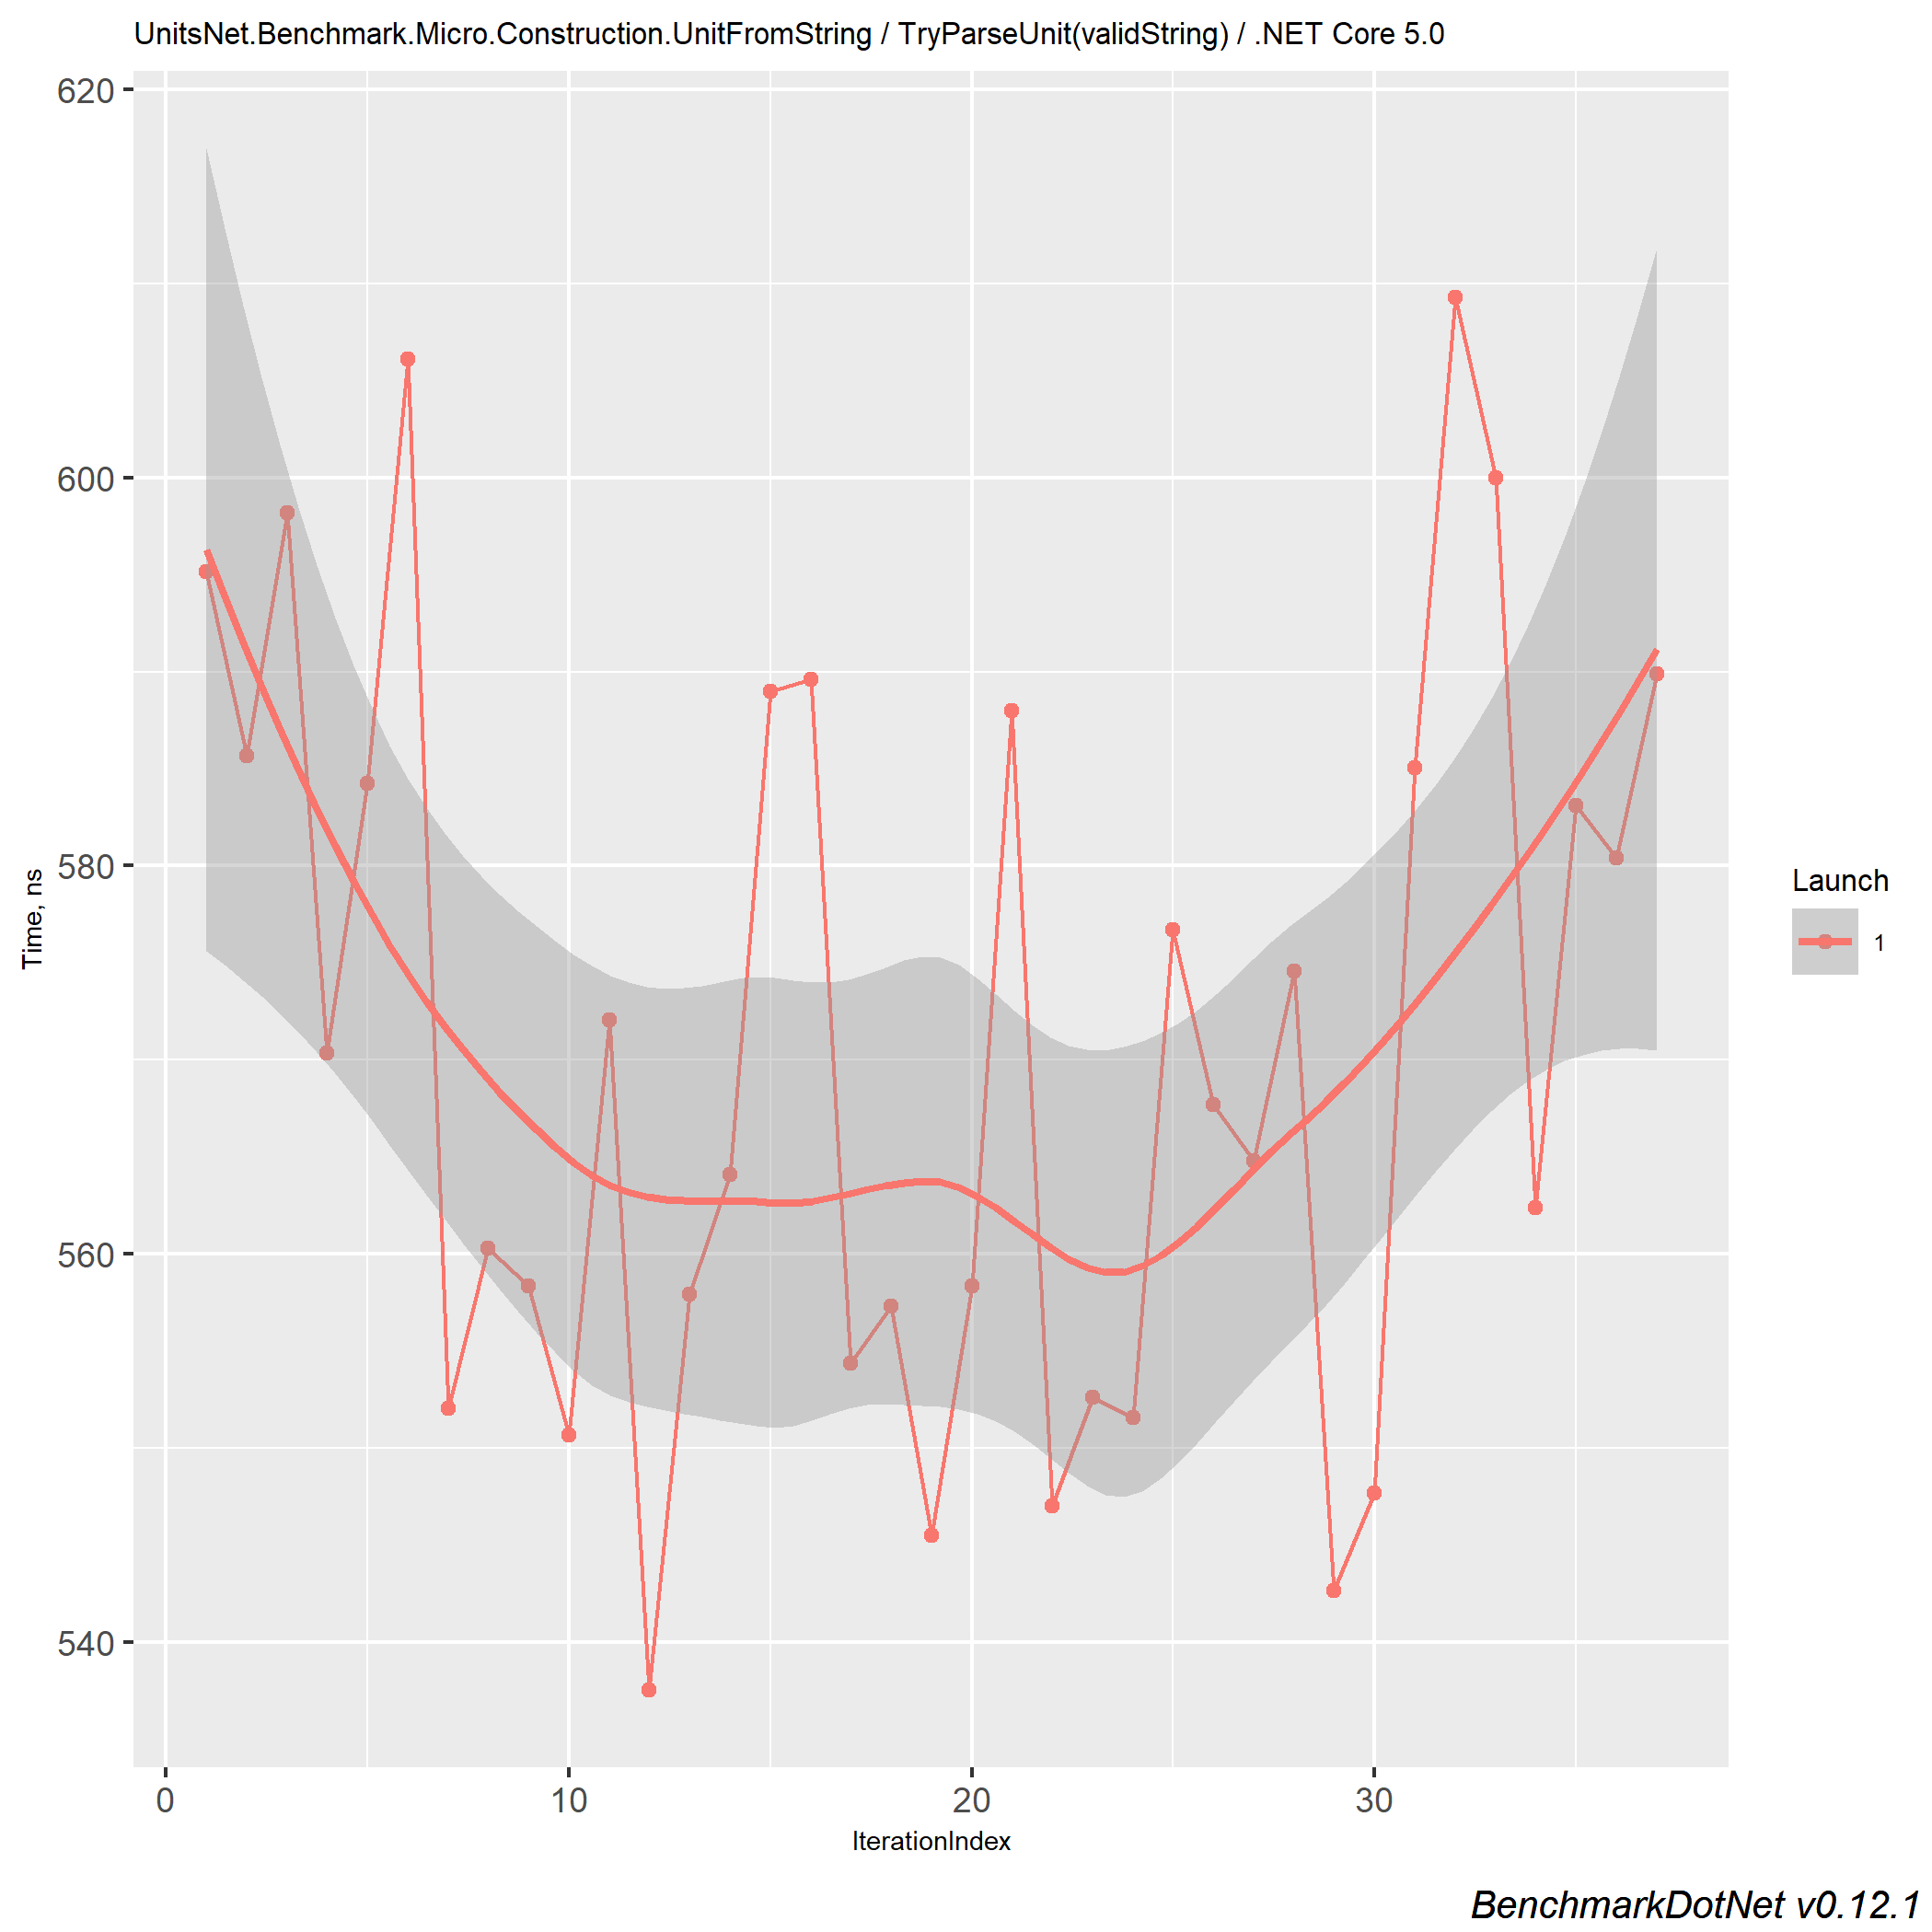 UnitsNet.Benchmark.Micro.Construction.UnitFromString / TryParseUnit(validString) / .NET Core 5.0
620
600
580
560
540
Time, ns
0 10 20 30
IterationIndex
Launch
1
BenchmarkDotNet v0.12.1